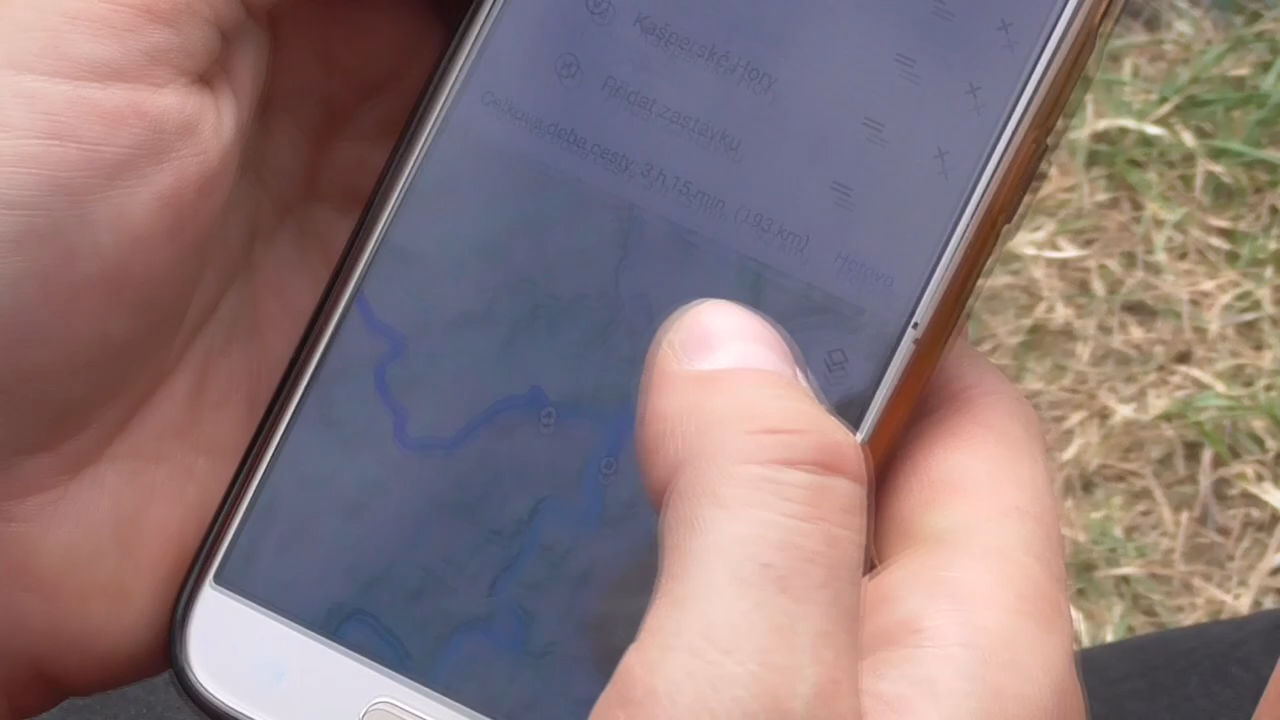 Kašperské Hory
Přidat zastávku
Celková doba cesty: 3 h 15 min (193 km)
Hotovo